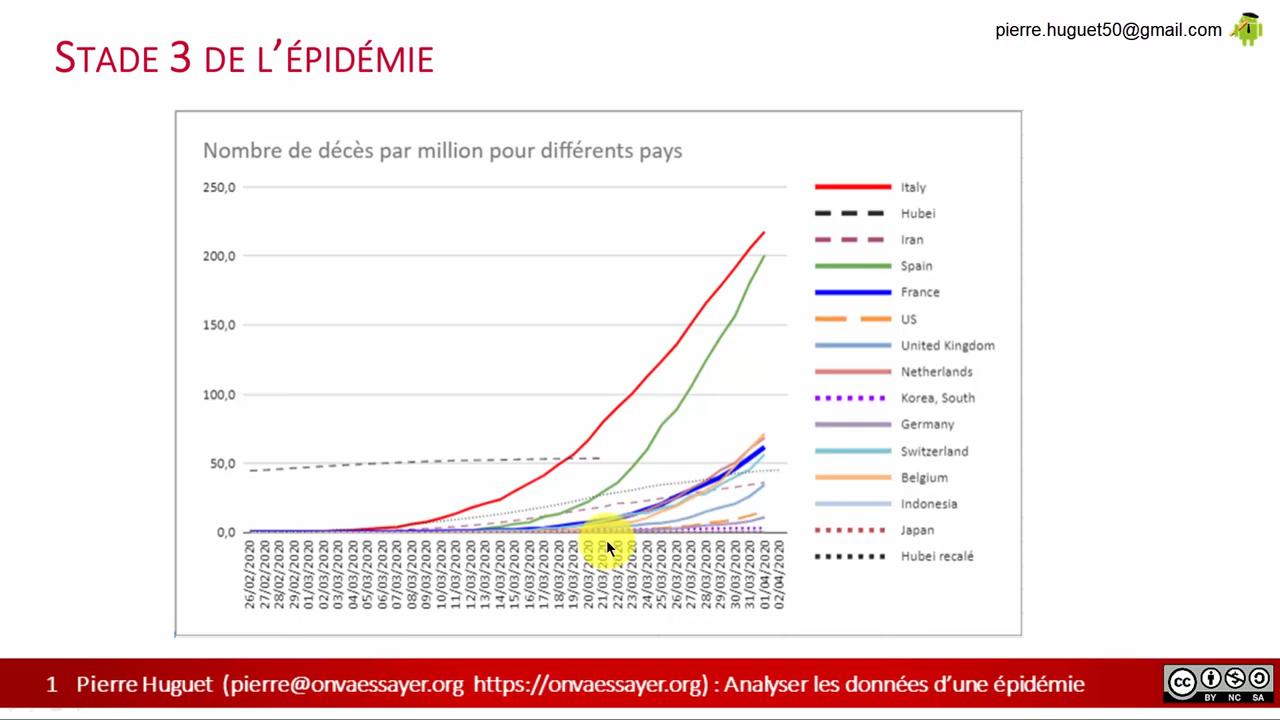 pierre.huguet50@gmail.com
STADE 3 DE L'ÉPIDÉMIE
Nombre de décès par million pour différents pays
250,0
200,0
150,0
100,0
50,0
0,0
26/02/2020
27/02/2020
28/02/2020
29/02/2020
01/03/2020
02/03/2020
03/03/2020
04/03/2020
05/03/2020
06/03/2020
07/03/2020
08/03/2020
09/03/2020
10/03/2020
11/03/2020
12/03/2020
13/03/2020
14/03/2020
15/03/2020
16/03/2020
17/03/2020
18/03/2020
19/03/2020
20/03/2020
21/03/2020
22/03/2020
23/03/2020
24/03/2020
25/03/2020
26/03/2020
27/03/2020
28/03/2020
29/03/2020
30/03/2020
31/03/2020
01/04/2020
02/04/2020
Italy
Hubei
Iran
Spain
France
US
United Kingdom
Netherlands
Korea, South
Germany
Switzerland
Belgium
Indonesia
Japan
Hubei recalé
1 Pierre Huguet (pierre@onvaessayer.org https://onvaessayer.org) : Analyser les données d'une épidémie
cc
BY NC SA